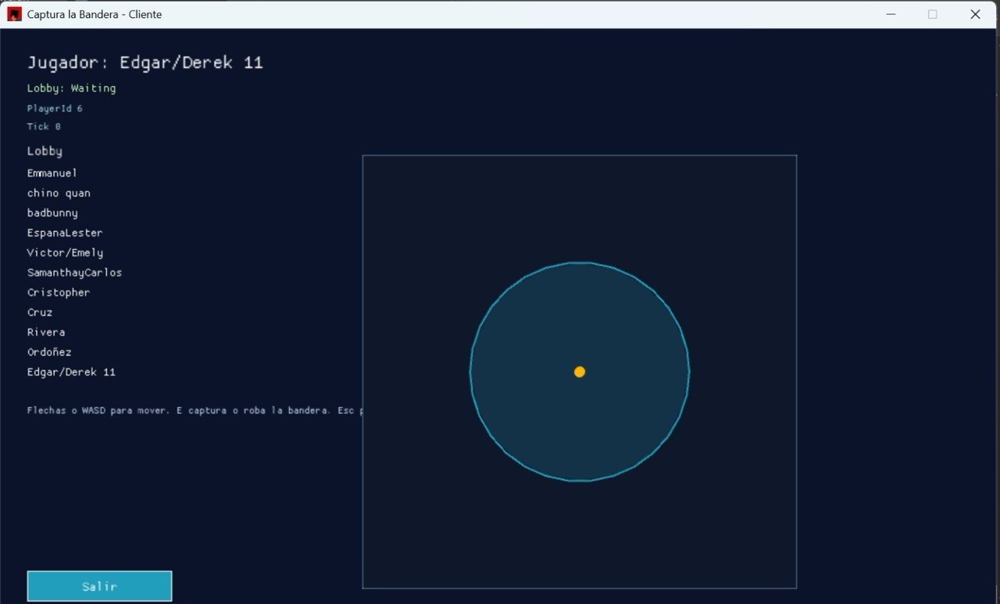 Captura la Bandera - Cliente
Jugador: Edgar/Derek 11
Lobby: Waiting
PlayerId 6
Tick 0
Lobby
Emmanuel
chino quan
badbunny
EspanaLester
Victor/Emely
SamanthayCarlos
Cristopher
Cruz
Rivera
Ordoñez
Edgar/Derek 11
Flechas o WASD para mover. E captura o roba la bandera. Esc
Salir